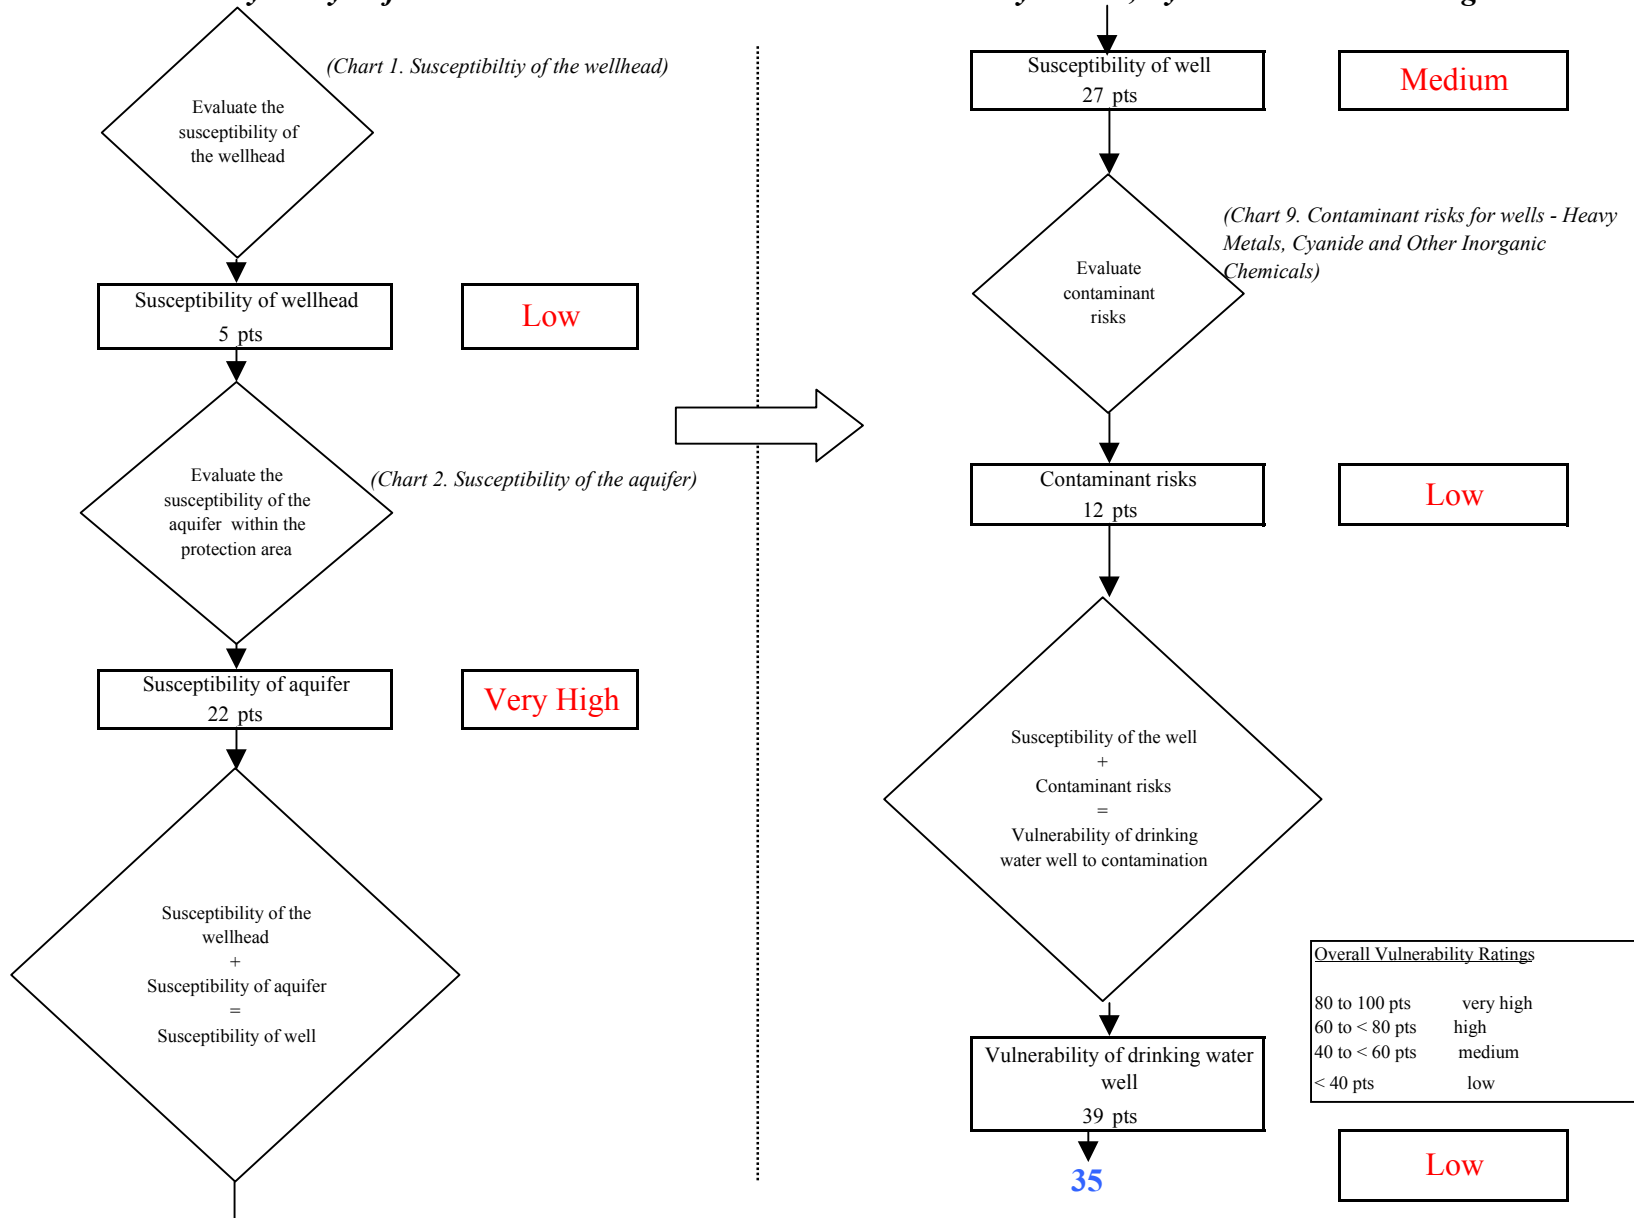 (Chart 1. Susceptibiltiy of the wellhead)
Evaluate the
susceptibility of
the wellhead
Susceptibility of wellhead
5 pts
Low
Evaluate the
susceptibility of the
aquifer within the
protection area
(Chart 2. Susceptibility of the aquifer)
Susceptibility of aquifer
22 pts
Very High
Susceptibility of the
wellhead
+
Susceptibility of aquifer
=
Susceptibility of well
Susceptibility of well
27 pts
Medium
(Chart 9. Contaminant risks for wells - Heavy
Metals, Cyanide and Other Inorganic
Chemicals)
Evaluate
contaminant
risks
Contaminant risks
12 pts
Low
Susceptibility of the well
+
Contaminant risks
=
Vulnerability of drinking
water well to contamination
Overall Vulnerability Ratings
80 to 100 pts very high
60 to < 80 pts high
40 to < 60 pts medium
< 40 pts low
Vulnerability of drinking water
well
39 pts
35
Low